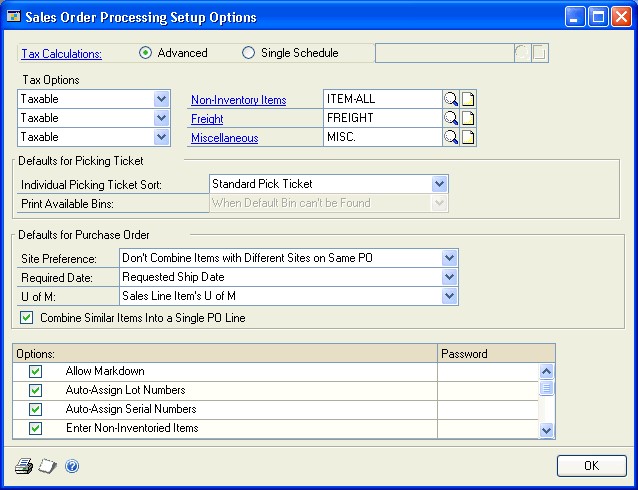 Sales Order Processing Setup Options
Tax Calculations: Advanced Single Schedule
Tax Options
Taxable Non-Inventory Items ITEM-ALL
Taxable Freight FREIGHT
Taxable Miscellaneous MISC.
Defaults for Picking Ticket
Individual Picking Ticket Sort: Standard Pick Ticket
Print Available Bins: When Default Bin can't be Found
Defaults for Purchase Order
Site Preference: Don't Combine Items with Different Sites on Same PO
Required Date: Requested Ship Date
U of M: Sales Line Item's U of M
Combine Similar Items Into a Single PO Line
Options: Password
Allow Markdown
Auto-Assign Lot Numbers
Auto-Assign Serial Numbers
Enter Non-Inventoried Items
OK